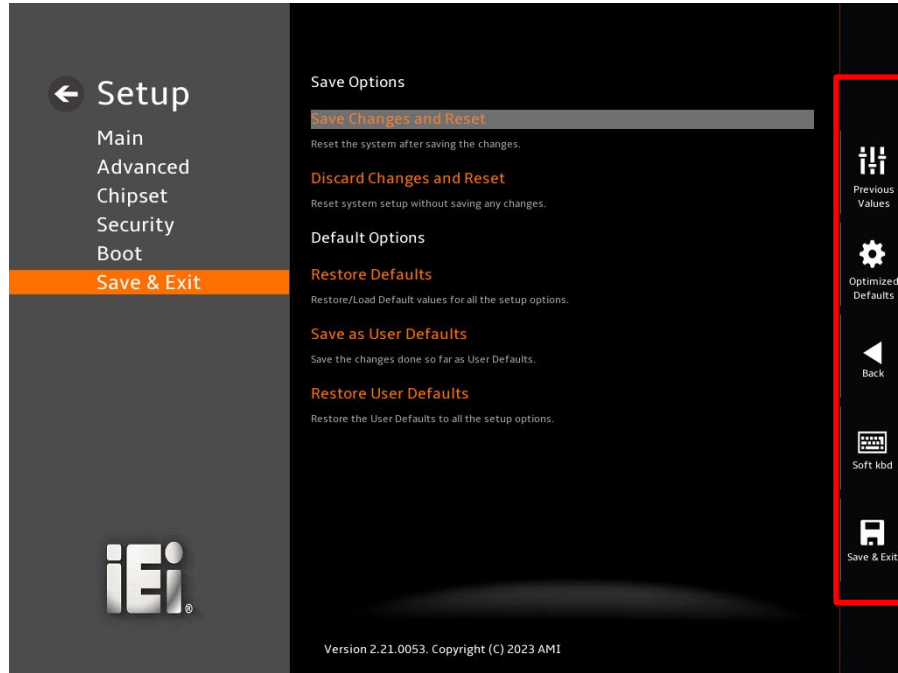 Setup
Main
Advanced
Chipset
Security
Boot
Save & Exit
Save Options
Save Changes and Reset
Reset the system after saving the changes.
Discard Changes and Reset
Reset system setup without saving any changes.
Default Options
Restore Defaults
Restore/Load Default values for all the setup options.
Save as User Defaults
Save the changes done so far as User Defaults.
Restore User Defaults
Restore the User Defaults to all the setup options.
Previous
Values
Optimized
Defaults
Back
Soft kbd
Save & Exit
iEi®
Version 2.21.0053. Copyright (C) 2023 AMI